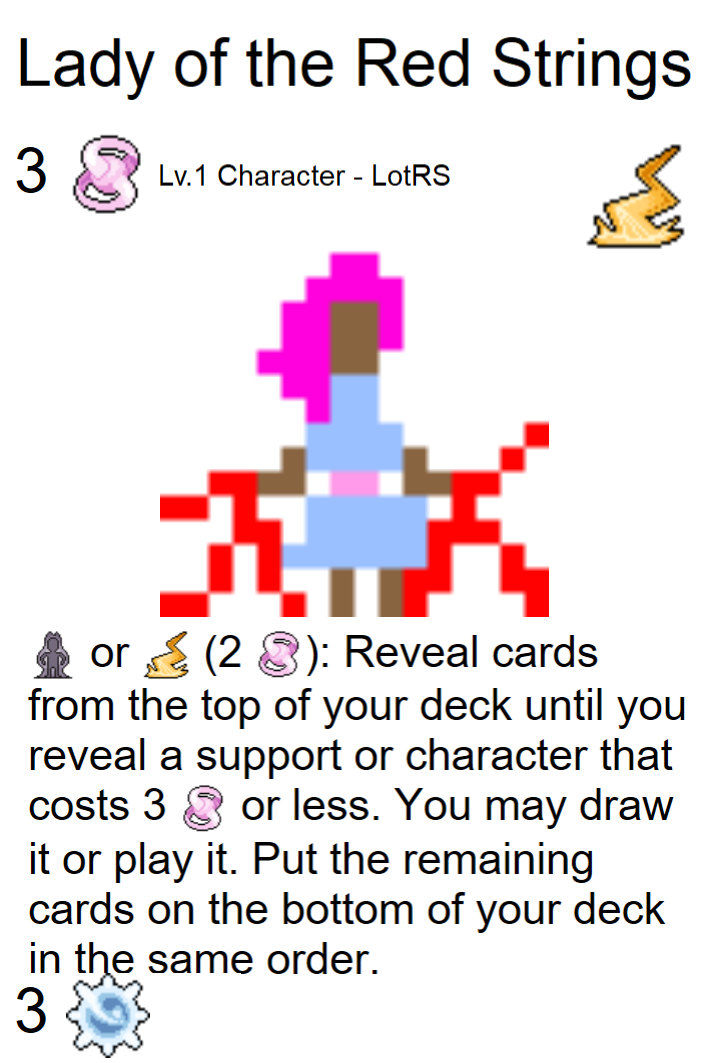 Lady of the Red Strings
3 Lv.1 Character - LotRS
or (2 ): Reveal cards
from the top of your deck until you
reveal a support or character that
costs 3 or less. You may draw
it or play it. Put the remaining
cards on the bottom of your deck
in the same order.
3